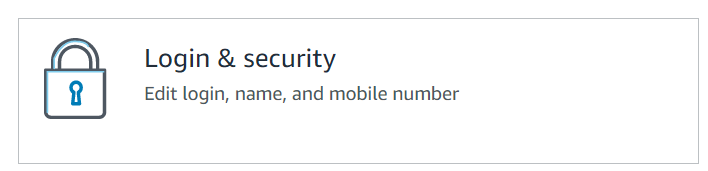 Login & security
Edit login, name, and mobile number